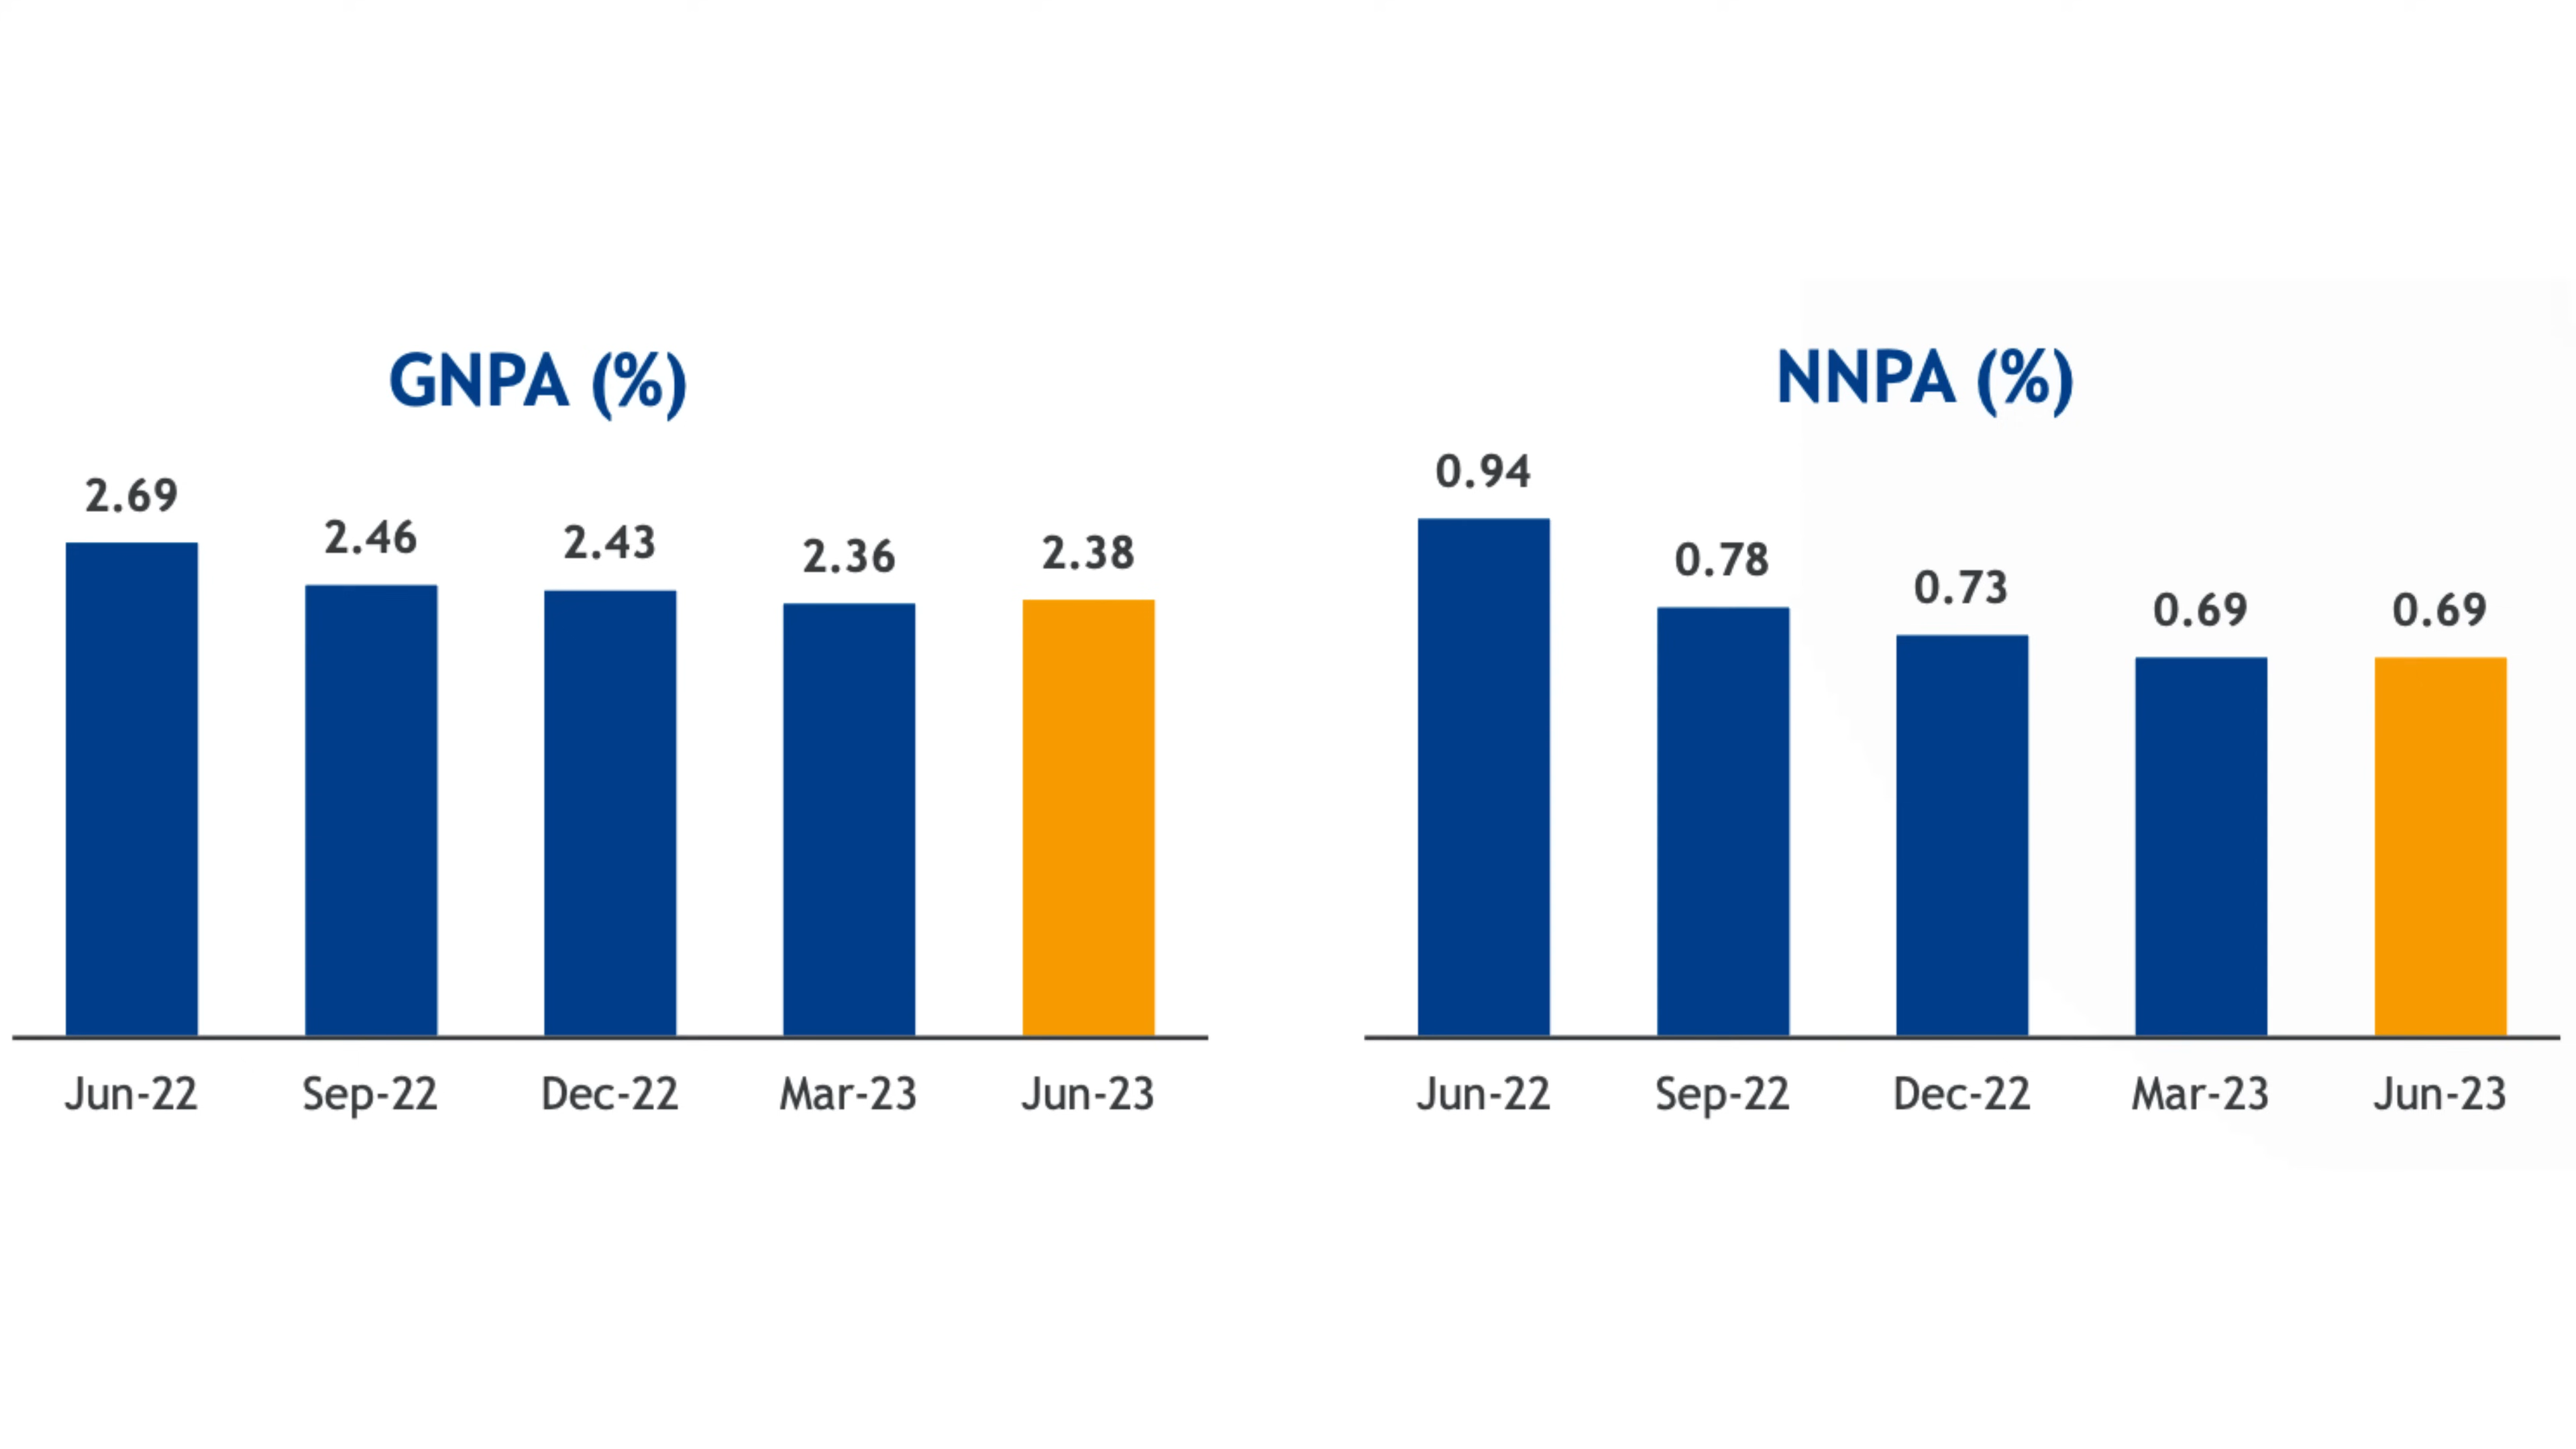 GNPA (%)
2.69
2.46
2.43
2.36
2.38
Jun-22
Sep-22
Dec-22
Mar-23
Jun-23
NNPA (%)
0.94
0.78
0.73
0.69
0.69
Jun-22
Sep-22
Dec-22
Mar-23
Jun-23